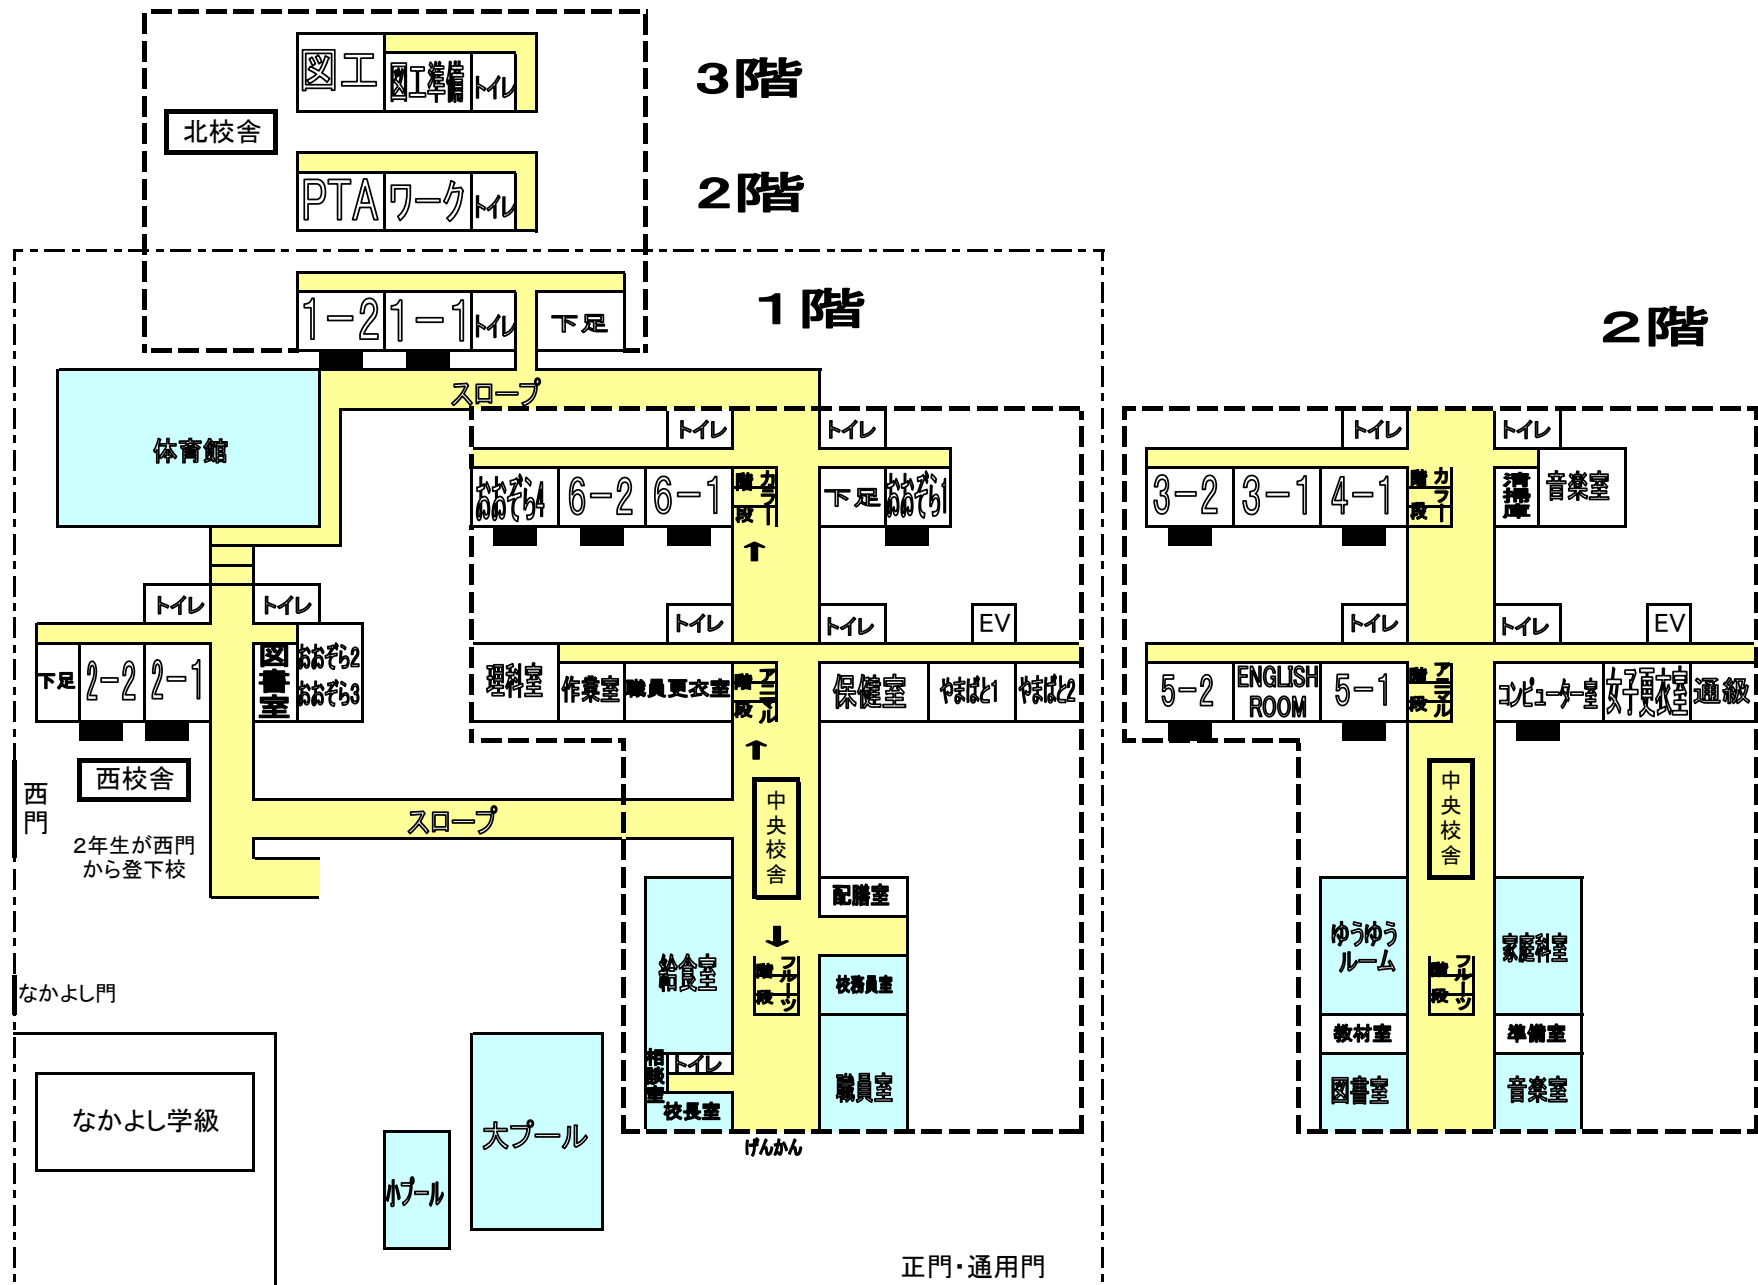 図工
図工準備
トイレ
3階
北校舎
PTA
ワーク
トイレ
2階
1-2
1-1
トイレ
下足
1階
2階
スロープ
体育館
トイレ
トイレ
おおぞら4
6-2
6-1
カラー
階段
下足
おおぞら1
トイレ
トイレ
3-2
3-1
4-1
カラー
階段
清掃庫
音楽室
トイレ
トイレ
下足
2-2
2-1
図書室
おおぞら2
おおぞら3
トイレ
トイレ
EV
理科室
作業室
職員更衣室
アニマル
階段
保健室
やまばと1
やまばと2
トイレ
トイレ
EV
5-2
ENGLISH
ROOM
5-1
アニマル
階段
コンピューター室
女子更衣室
通級
西門
西校舎
2年生が西門
から登下校
スロープ
中央校舎
中央校舎
給食室
配膳室
フルーツ
階段
校務員室
相談室
トイレ
校長室
職員室
げんかん
ゆうゆう
ルーム
家庭科室
フルーツ
階段
教材室
準備室
図書室
音楽室
なかよし門
なかよし学級
小プール
大プール
正門・通用門